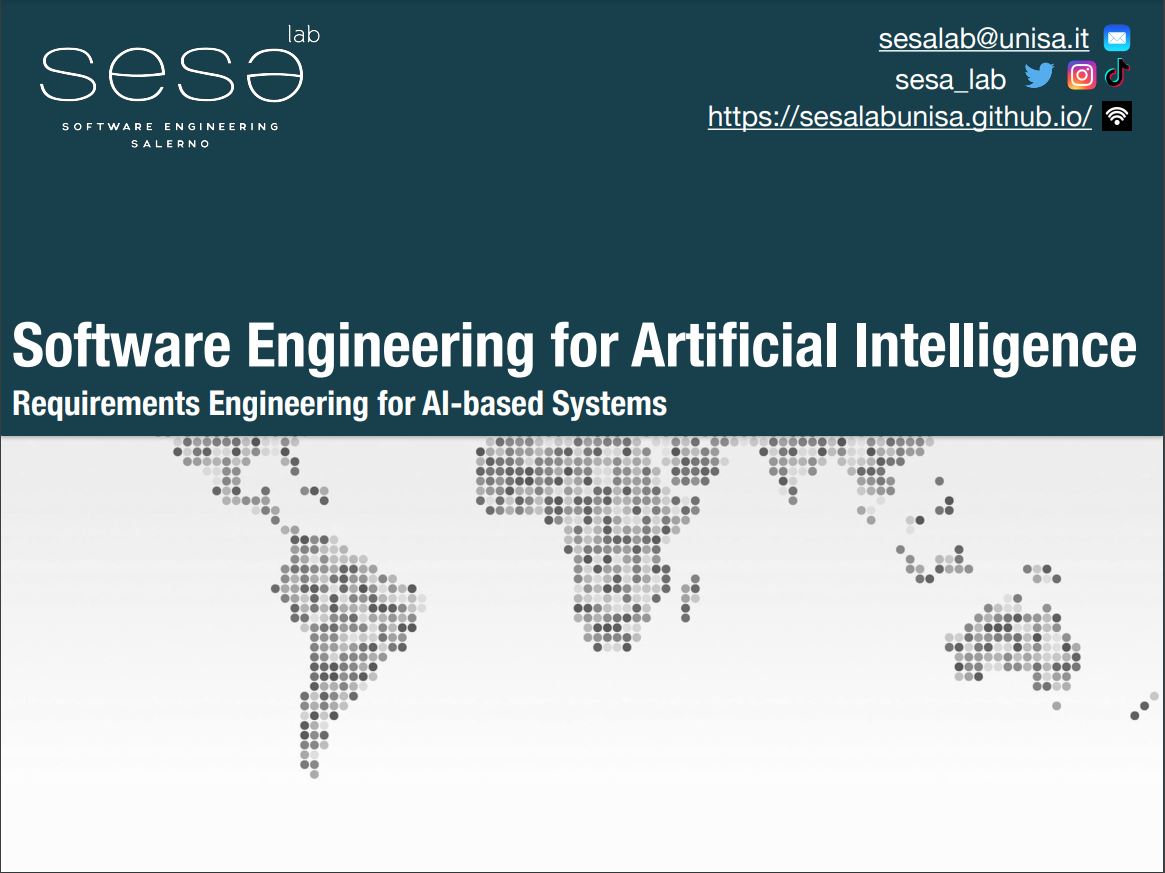 sesa lab
SOFTWARE ENGINEERING
SALERNO
sesalab@unisa.it
sesa_lab
https://sesalabunisa.github.io/
Software Engineering for Artificial Intelligence
Requirements Engineering for AI-based Systems